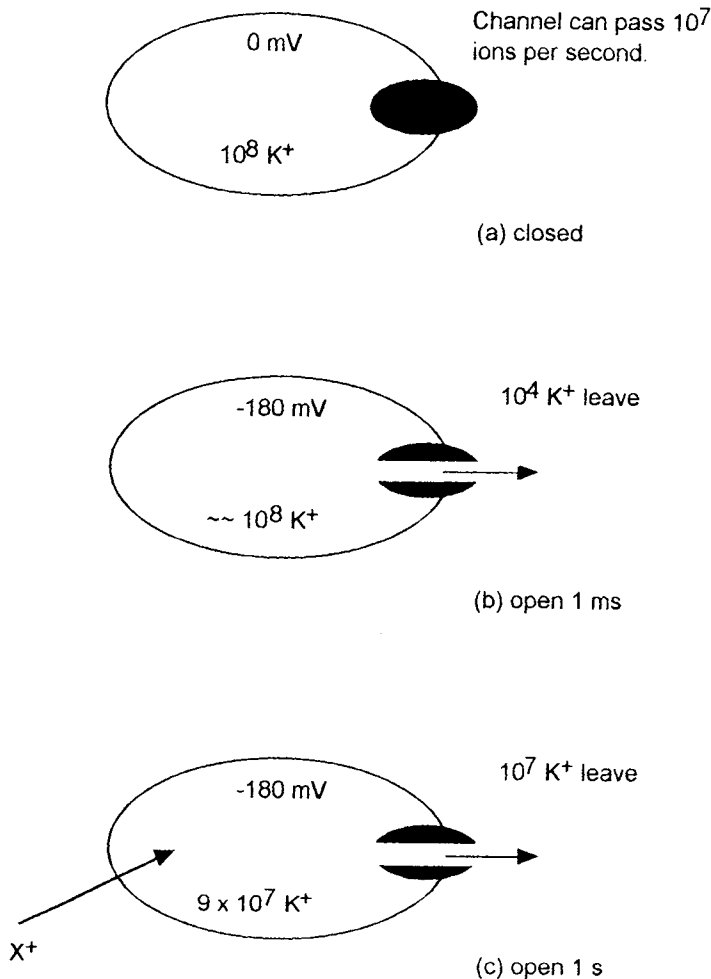 Channel can pass 10⁷
ions per second.
0 mV
10⁸ K⁺
(a) closed
-180 mV
10⁴ K⁺ leave
~~ 10⁸ K⁺
(b) open 1 ms
-180 mV
10⁷ K⁺ leave
9 x 10⁷ K⁺
X⁺
(c) open 1 s